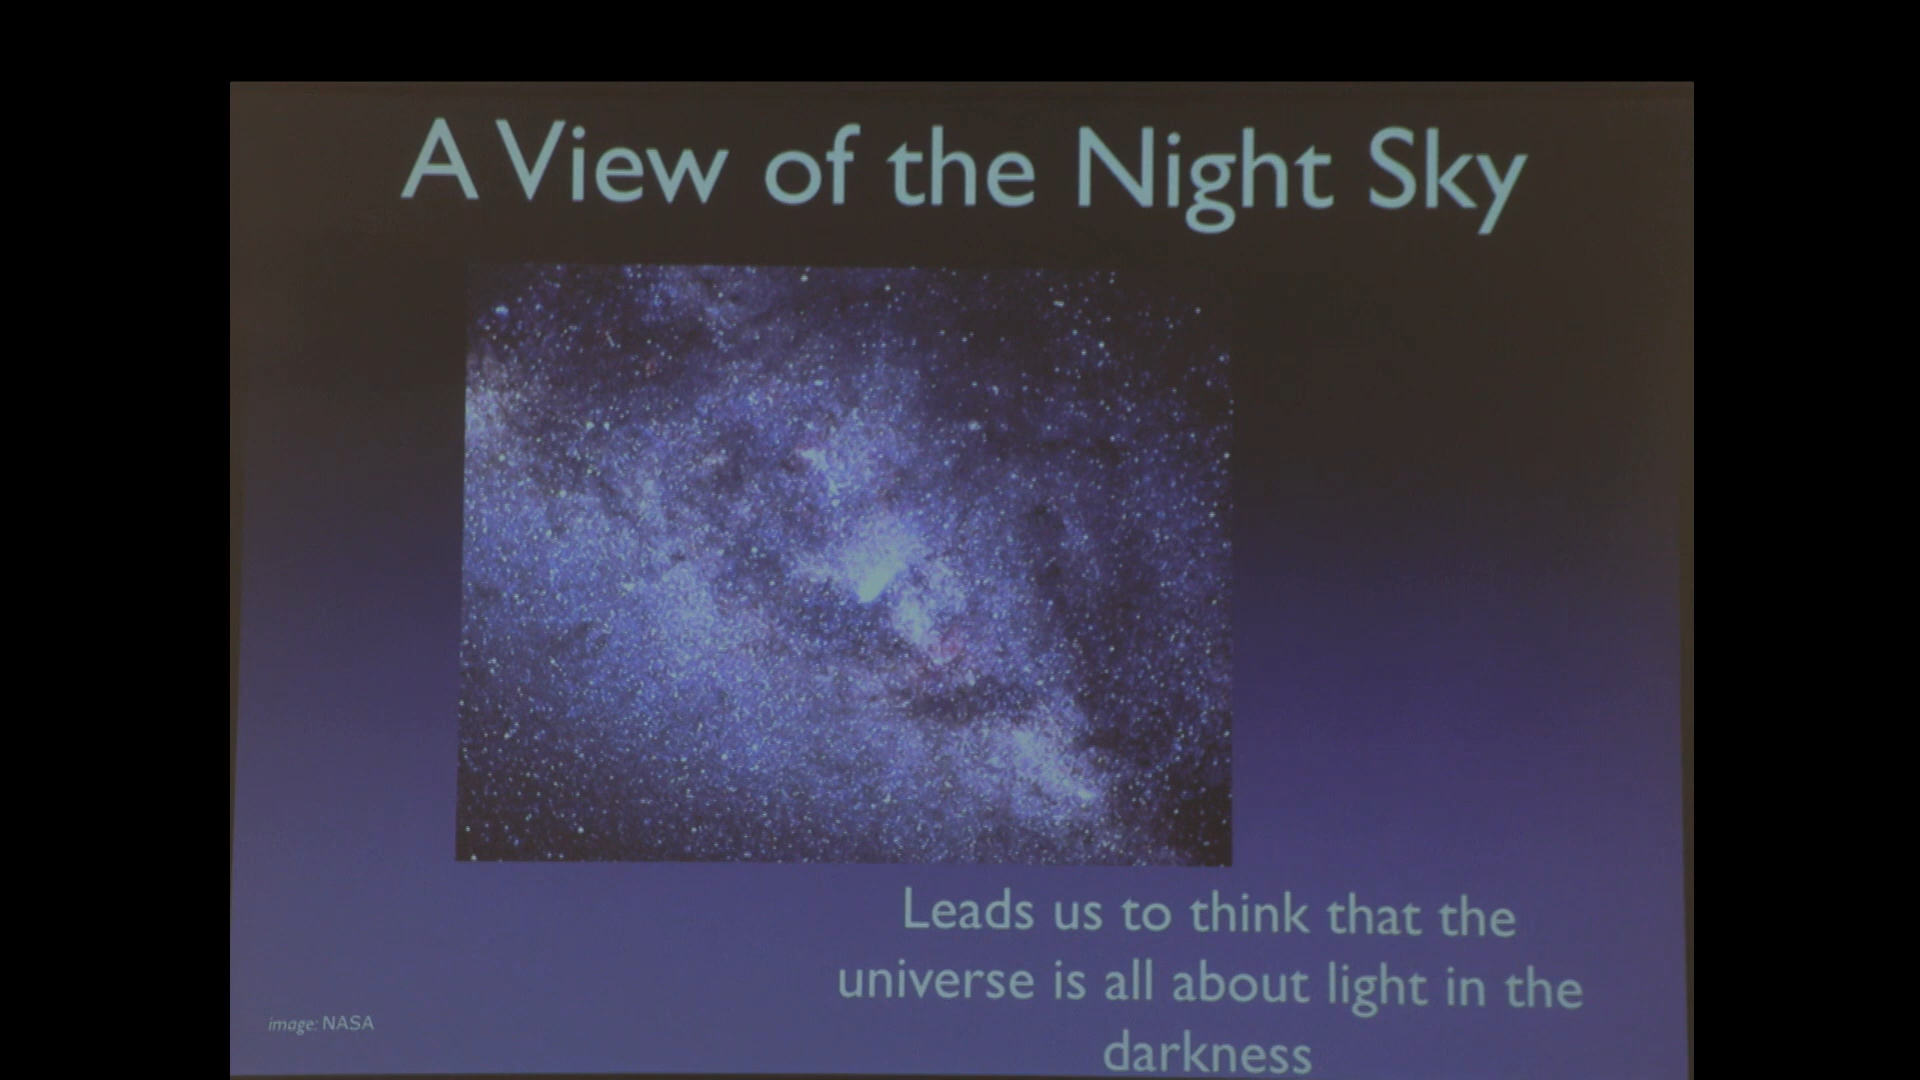 A View of the Night Sky
Leads us to think that the
universe is all about light in the
darkness
image: NASA